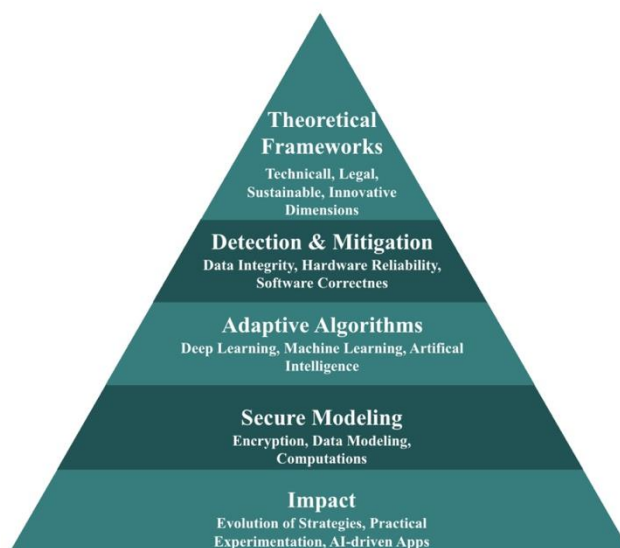 Theoretical
Frameworks
Technicall, Legal,
Sustainable, Innovative
Dimensions
Detection & Mitigation
Data Integrity, Hardware Reliability,
Software Correctnes
Adaptive Algorithms
Deep Learning, Machine Learning, Artifical
Intelligence
Secure Modeling
Encryption, Data Modeling,
Computations
Impact
Evolution of Strategies, Practical
Experimentation, AI-driven Apps